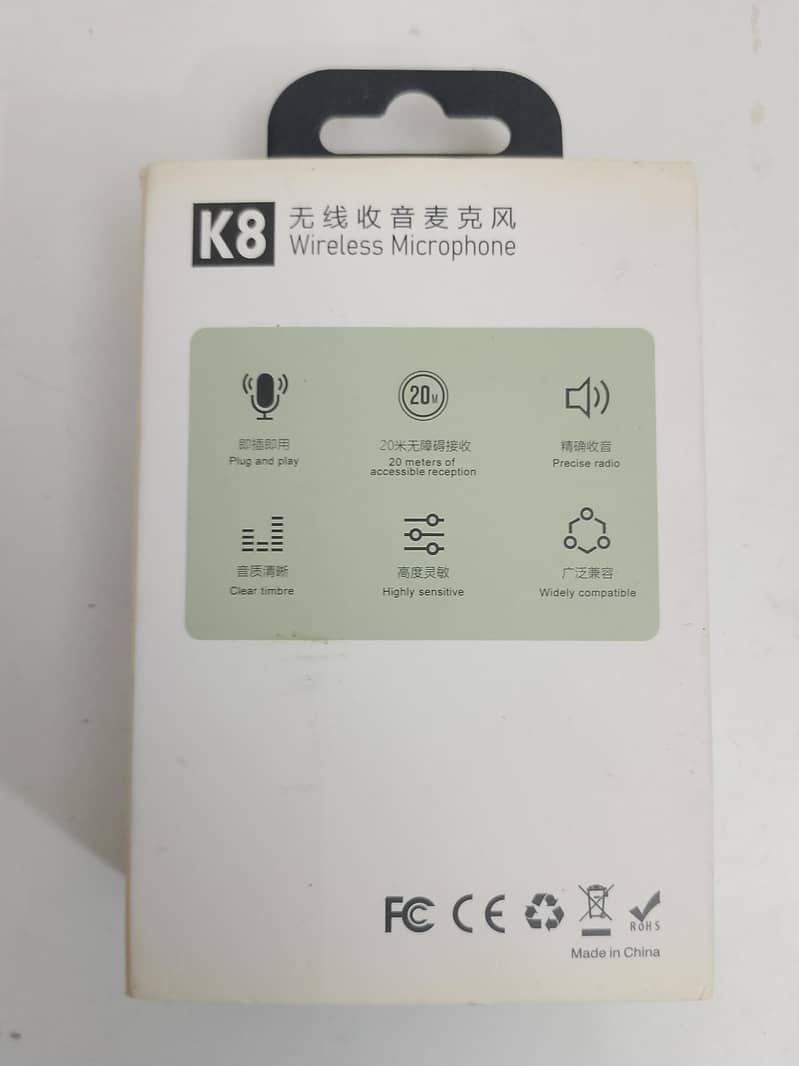 K8 无线收音麦克风
Wireless Microphone
20M
即插即用
Plug and play
20米无障碍接收
20 meters of
accessible reception
精确收音
Precise radio
音质清晰
Clear timbre
高度灵敏
Highly sensitive
广泛兼容
Widely compatible
FC CE RoHS
Made in China